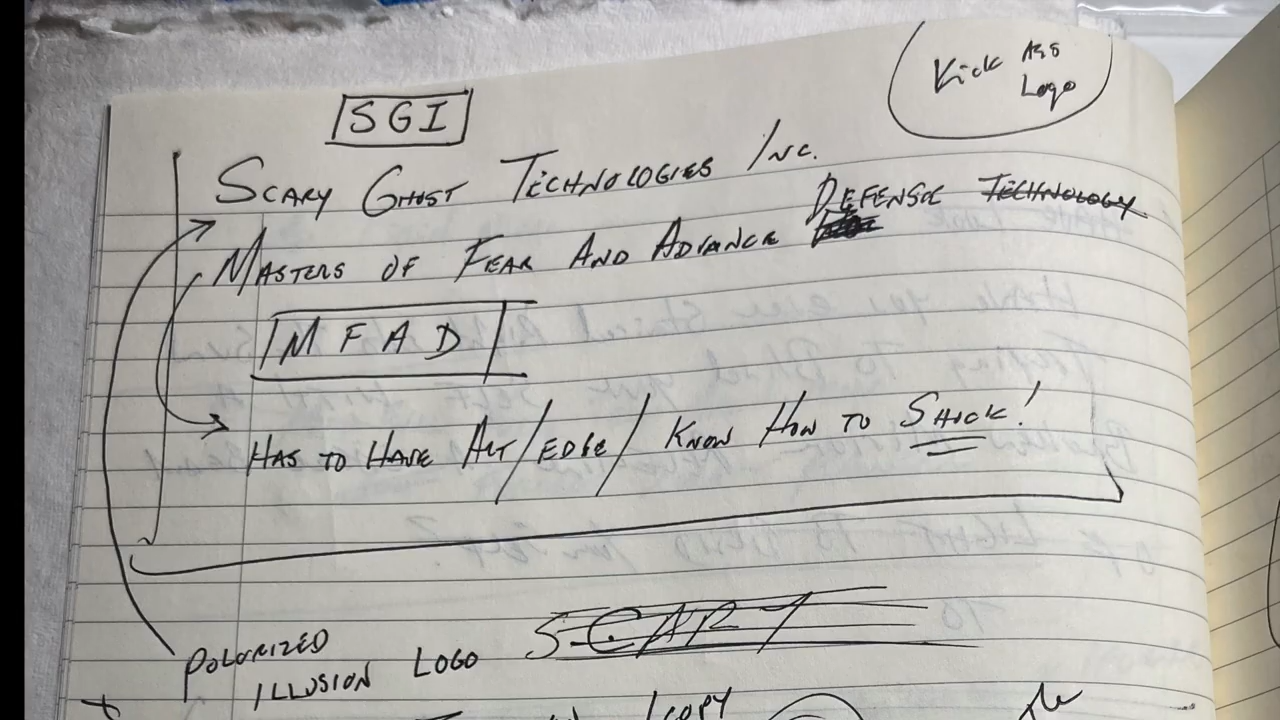 Kick Ass
Logo
SGI
Scary Ghost Technologies Inc.
Masters of Fear And Advance Defense Technology
MFAD
Has to Have Art/edge/ Know How to Shock!
SCARY
Polarized
Illusion Logo
copy